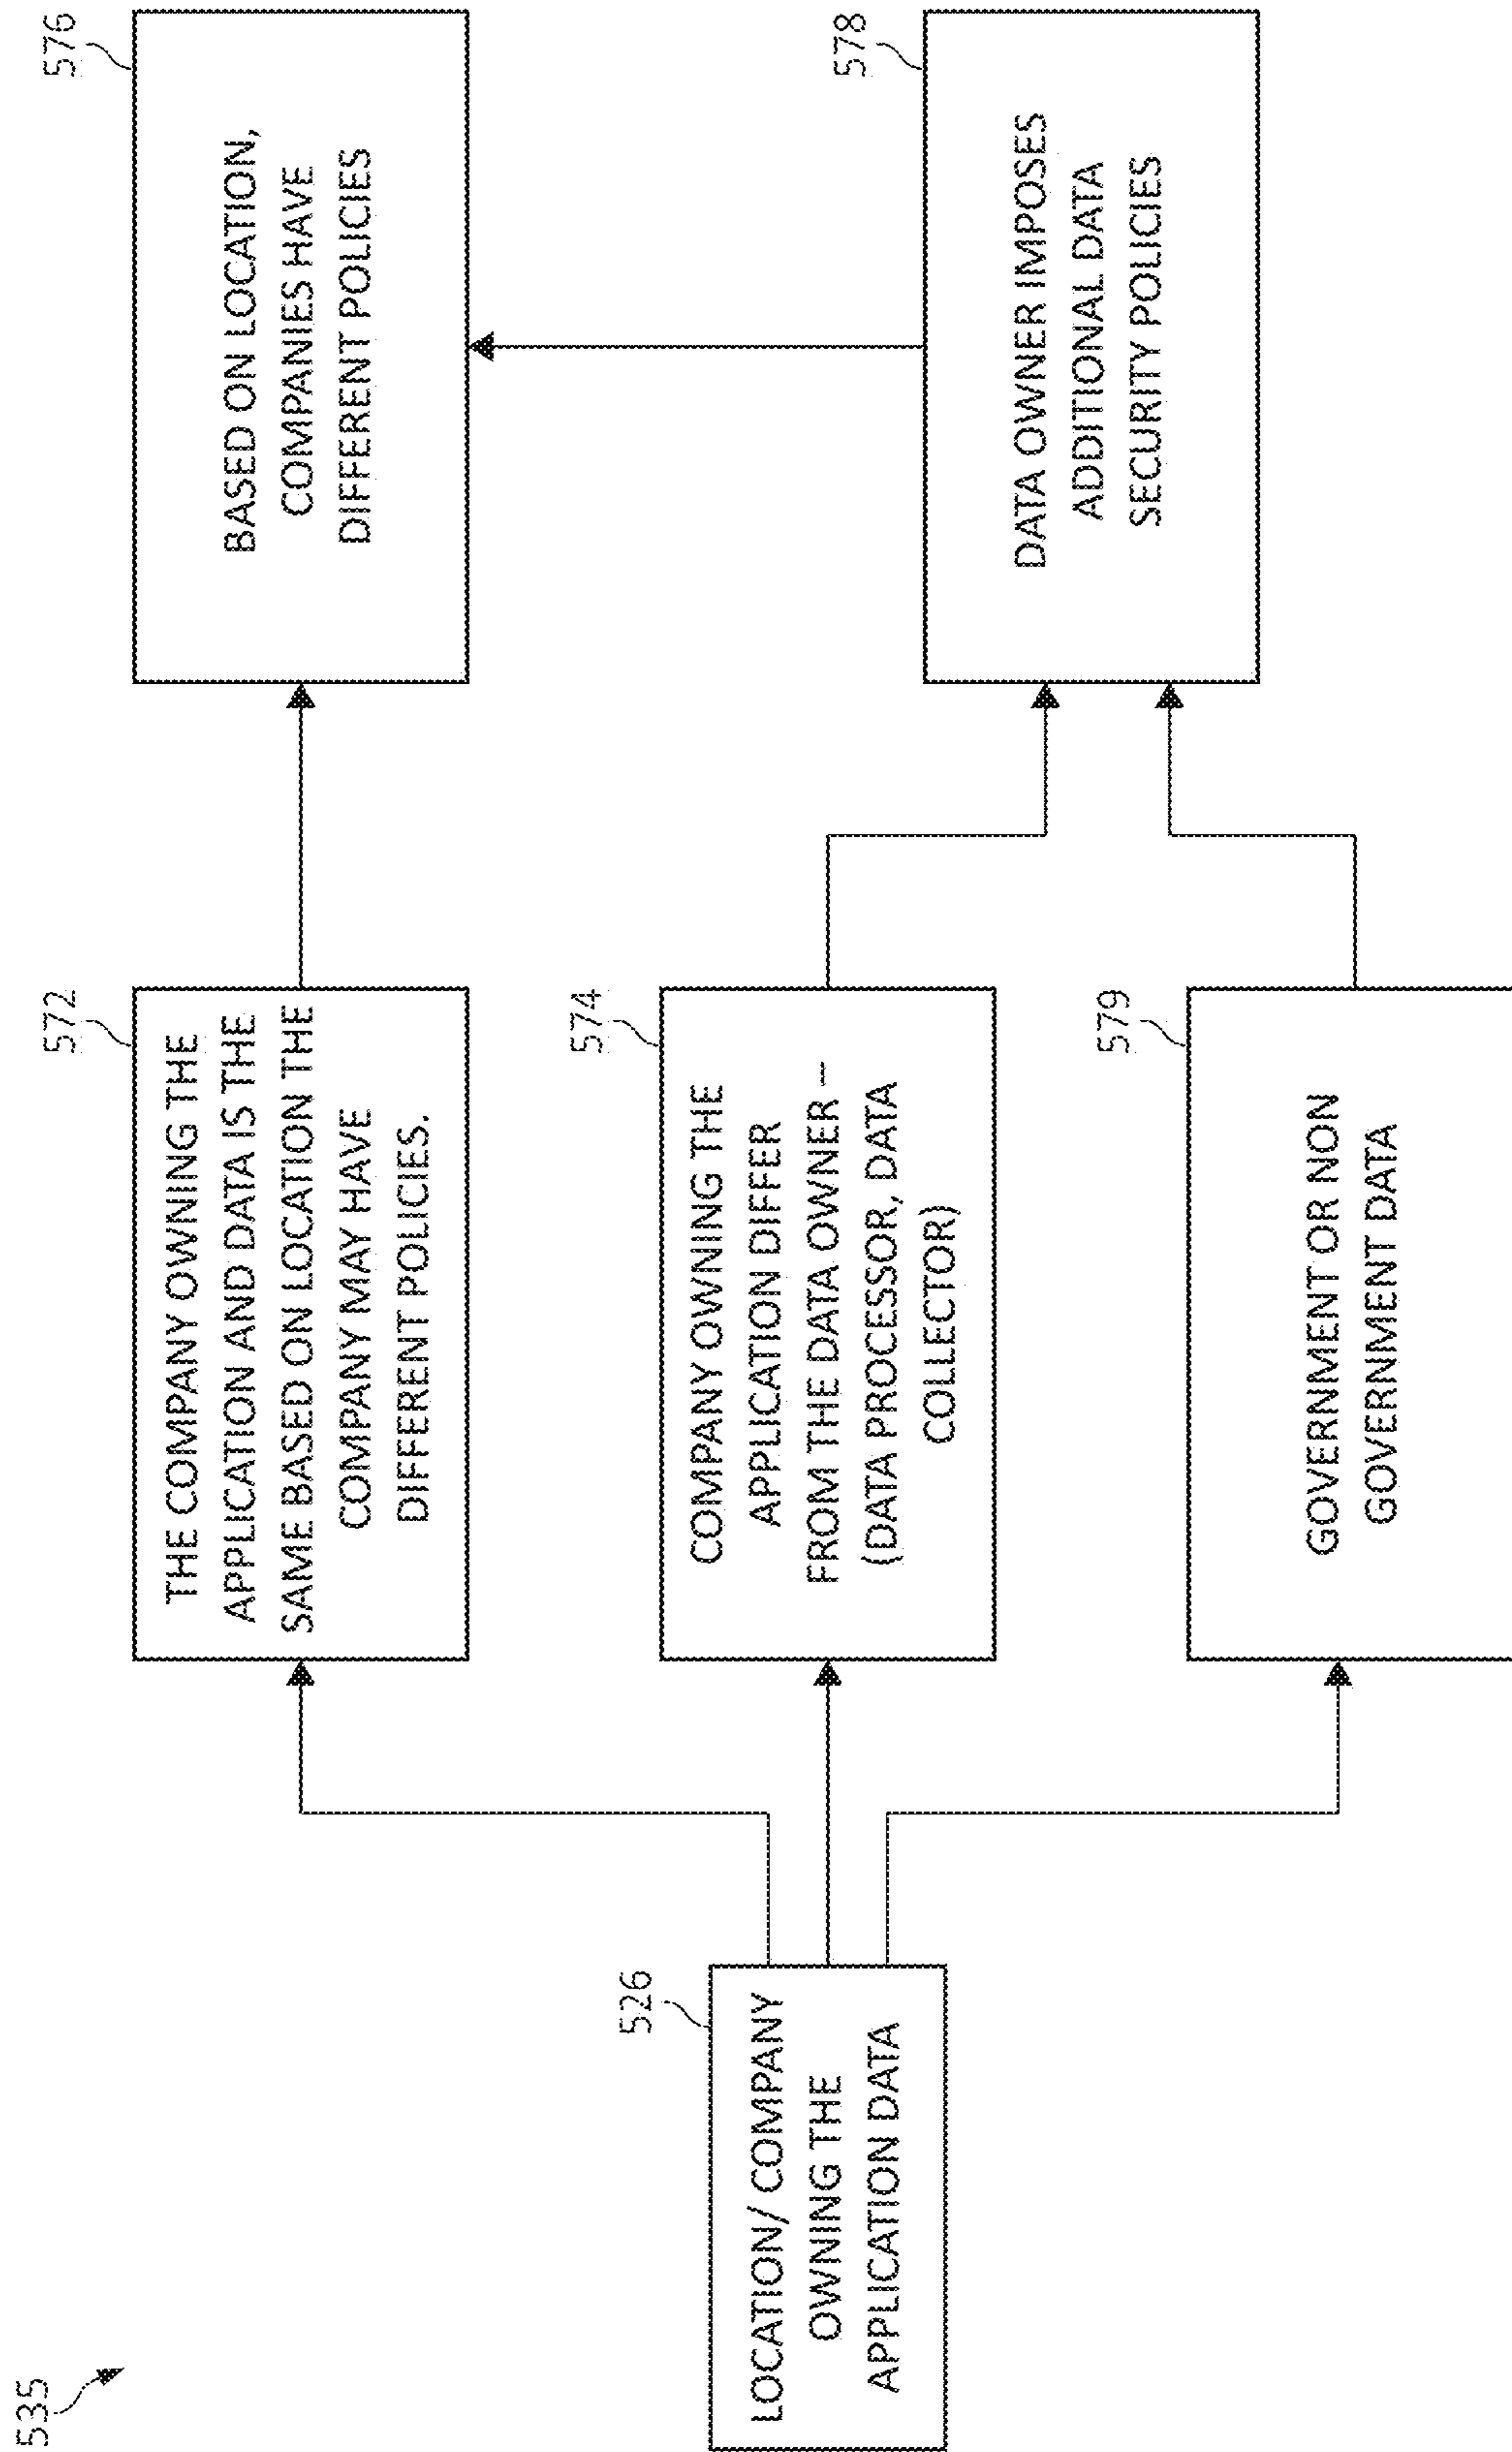 535
526
LOCATION/ COMPANY
OWNING THE
APPLICATION DATA
572
THE COMPANY OWNING THE
APPLICATION AND DATA IS THE
SAME BASED ON LOCATION THE
COMPANY MAY HAVE
DIFFERENT POLICIES.
574
COMPANY OWNING THE
APPLICATION DIFFER
FROM THE DATA OWNER –
(DATA PROCESSOR, DATA
COLLECTOR)
579
GOVERNMENT OR NON
GOVERNMENT DATA
576
BASED ON LOCATION,
COMPANIES HAVE
DIFFERENT POLICIES
578
DATA OWNER IMPOSES
ADDITIONAL DATA
SECURITY POLICIES